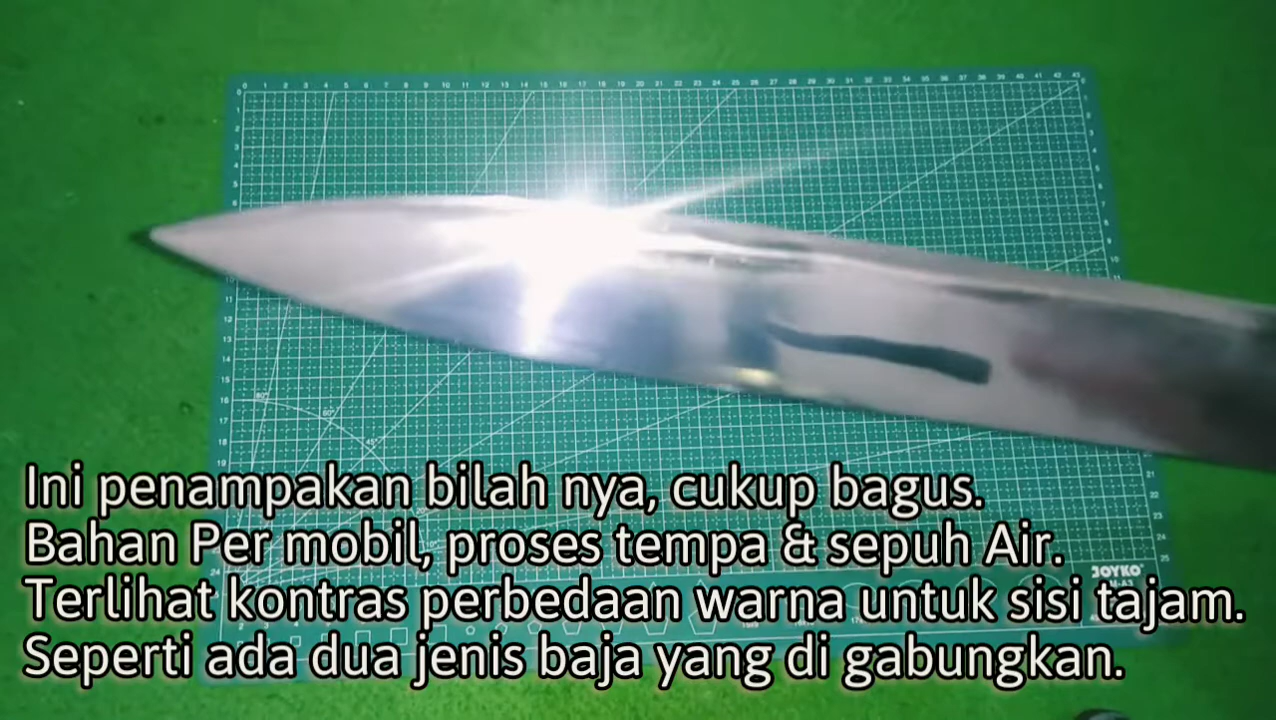 Ini penampakan bilah nya, cukup bagus.
Bahan Per mobil, proses tempa & sepuh Air.
Terlihat kontras perbedaan warna untuk sisi tajam.
Seperti ada dua jenis baja yang di gabungkan.
JOYKO